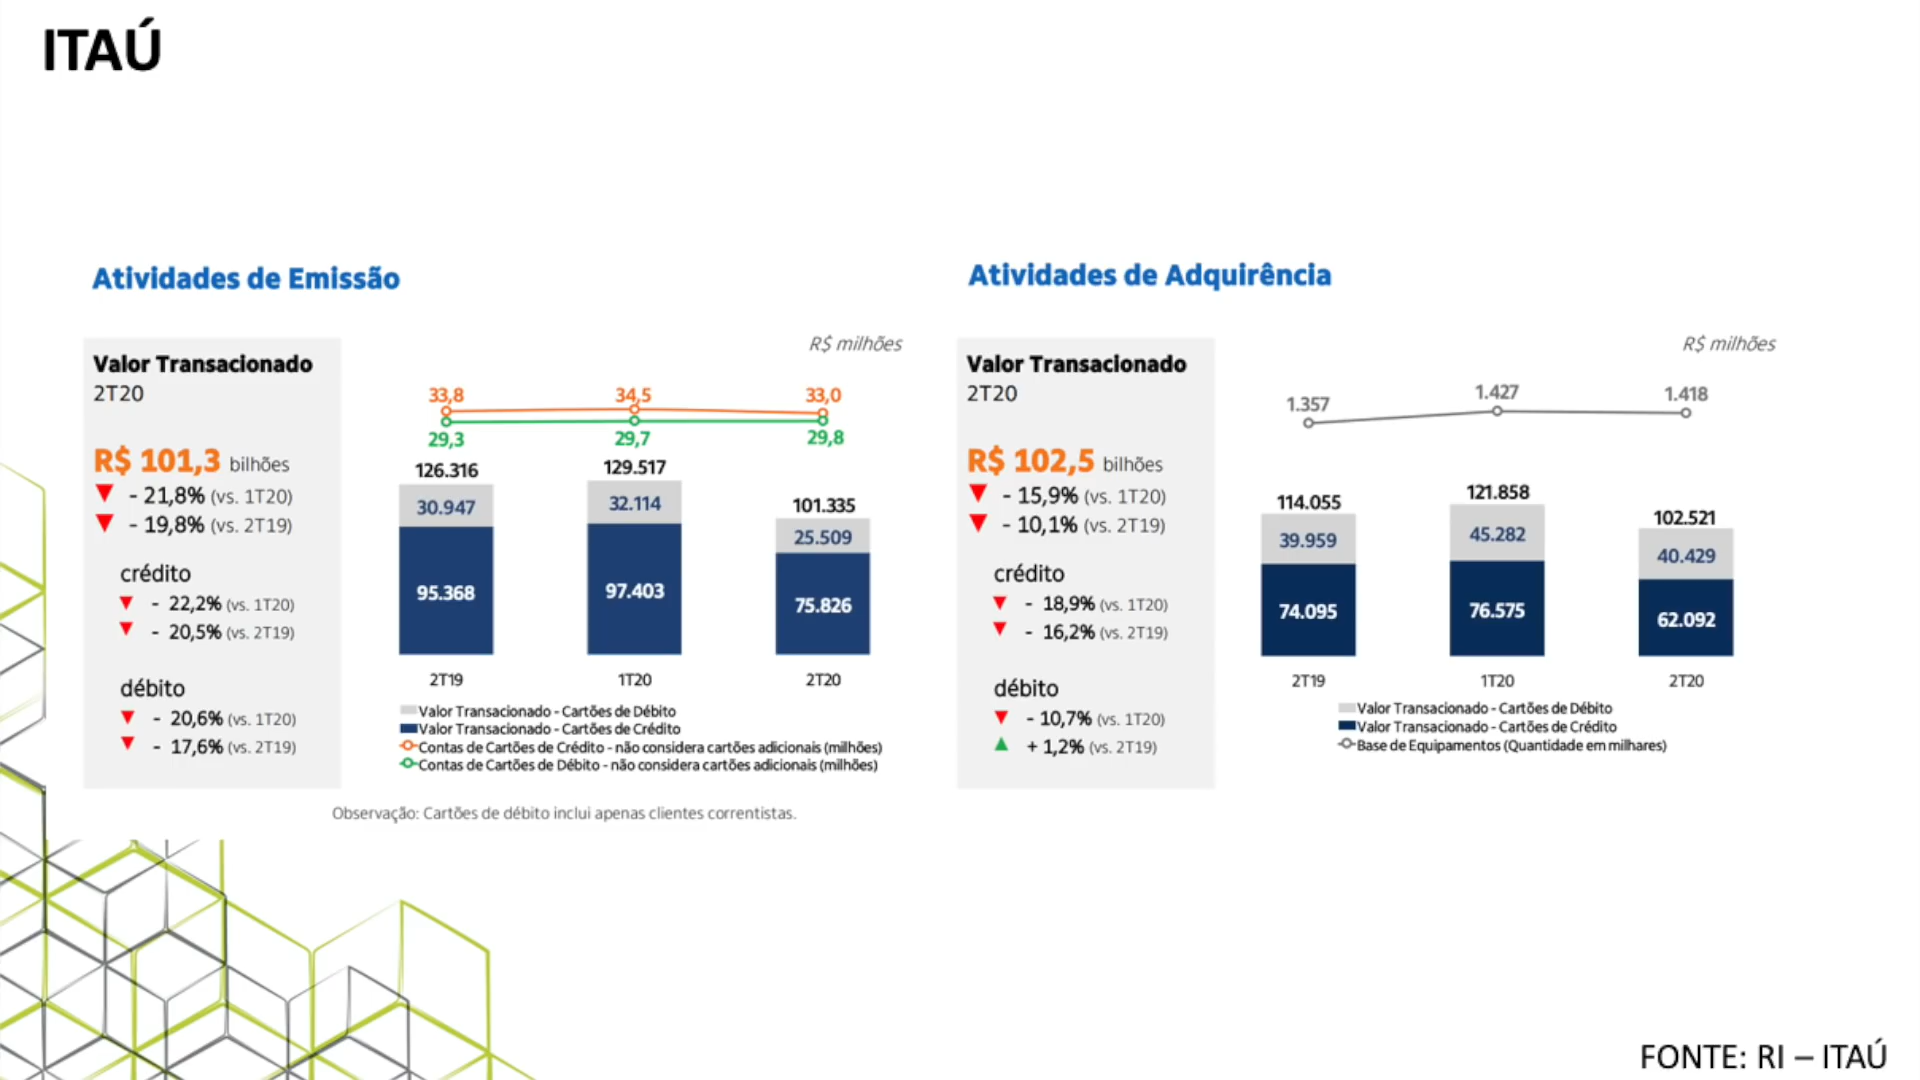 ITAÚ
Atividades de Emissão
Valor Transacionado
2T20
R$ 101,3 bilhões
- 21,8% (vs. 1T20)
- 19,8% (vs. 2T19)
crédito
- 22,2% (vs. 1T20)
- 20,5% (vs. 2T19)
débito
- 20,6% (vs. 1T20)
- 17,6% (vs. 2T19)
R$ milhões
33,8 34,5 33,0
29,3 29,7 29,8
126.316 129.517 101.335
30.947 32.114 25.509
95.368 97.403 75.826
2T19 1T20 2T20
Valor Transacionado - Cartões de Débito
Valor Transacionado - Cartões de Crédito
Contas de Cartões de Crédito - não considera cartões adicionais (milhões)
Contas de Cartões de Débito - não considera cartões adicionais (milhões)
Observação: Cartões de débito inclui apenas clientes correntistas.
Atividades de Adquirência
Valor Transacionado
2T20
R$ 102,5 bilhões
- 15,9% (vs. 1T20)
- 10,1% (vs. 2T19)
crédito
- 18,9% (vs. 1T20)
- 16,2% (vs. 2T19)
débito
- 10,7% (vs. 1T20)
+ 1,2% (vs. 2T19)
R$ milhões
1.357 1.427 1.418
114.055 121.858 102.521
39.959 45.282 40.429
74.095 76.575 62.092
2T19 1T20 2T20
Valor Transacionado - Cartões de Débito
Valor Transacionado - Cartões de Crédito
Base de Equipamentos (Quantidade em milhares)
FONTE: RI – ITAÚ